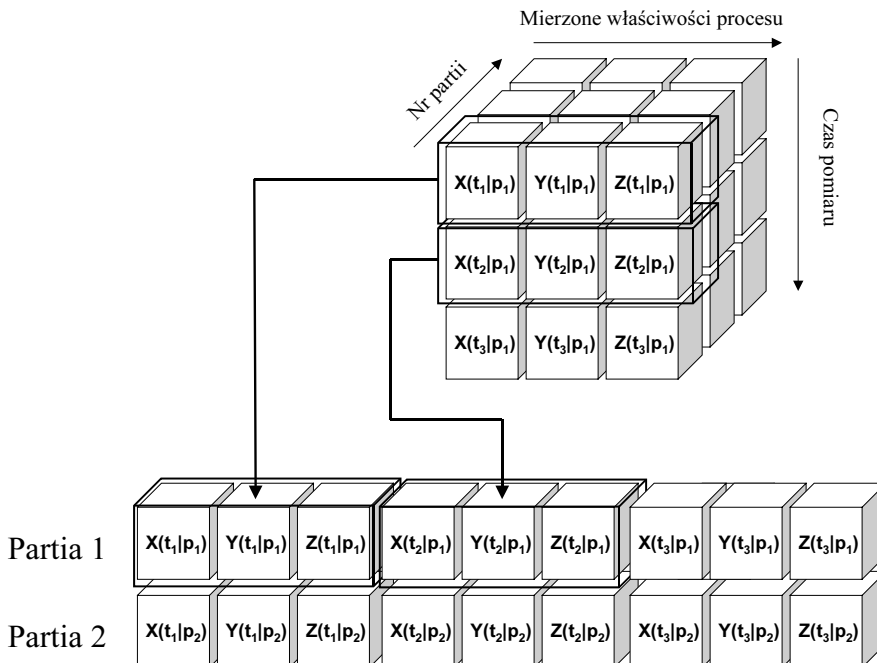 Mierzone właściwości procesu
Nr partii
Czas pomiaru
X(t₁|p₁) Y(t₁|p₁) Z(t₁|p₁)
X(t₂|p₁) Y(t₂|p₁) Z(t₂|p₁)
X(t₃|p₁) Y(t₃|p₁) Z(t₃|p₁)
Partia 1 X(t₁|p₁) Y(t₁|p₁) Z(t₁|p₁) X(t₂|p₁) Y(t₂|p₁) Z(t₂|p₁) X(t₃|p₁) Y(t₃|p₁) Z(t₃|p₁)
Partia 2 X(t₁|p₂) Y(t₁|p₂) Z(t₁|p₂) X(t₂|p₂) Y(t₂|p₂) Z(t₂|p₂) X(t₃|p₂) Y(t₃|p₂) Z(t₃|p₂)